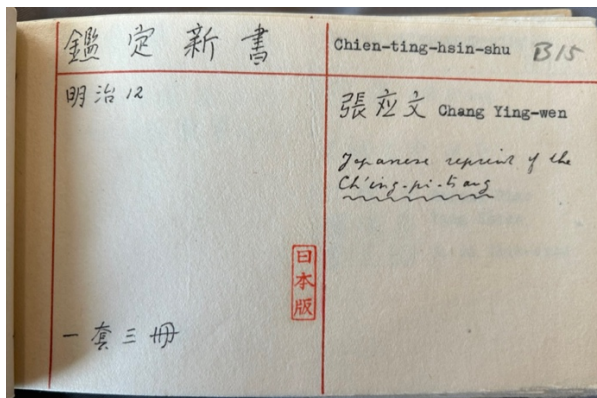 鑑定新書
Chien-ting-hsin-shu B15
明治12
張应文 Chang Ying-wen
Japanese reprint of the
Ch'ing-pi-tsang
日本版
一套三冊